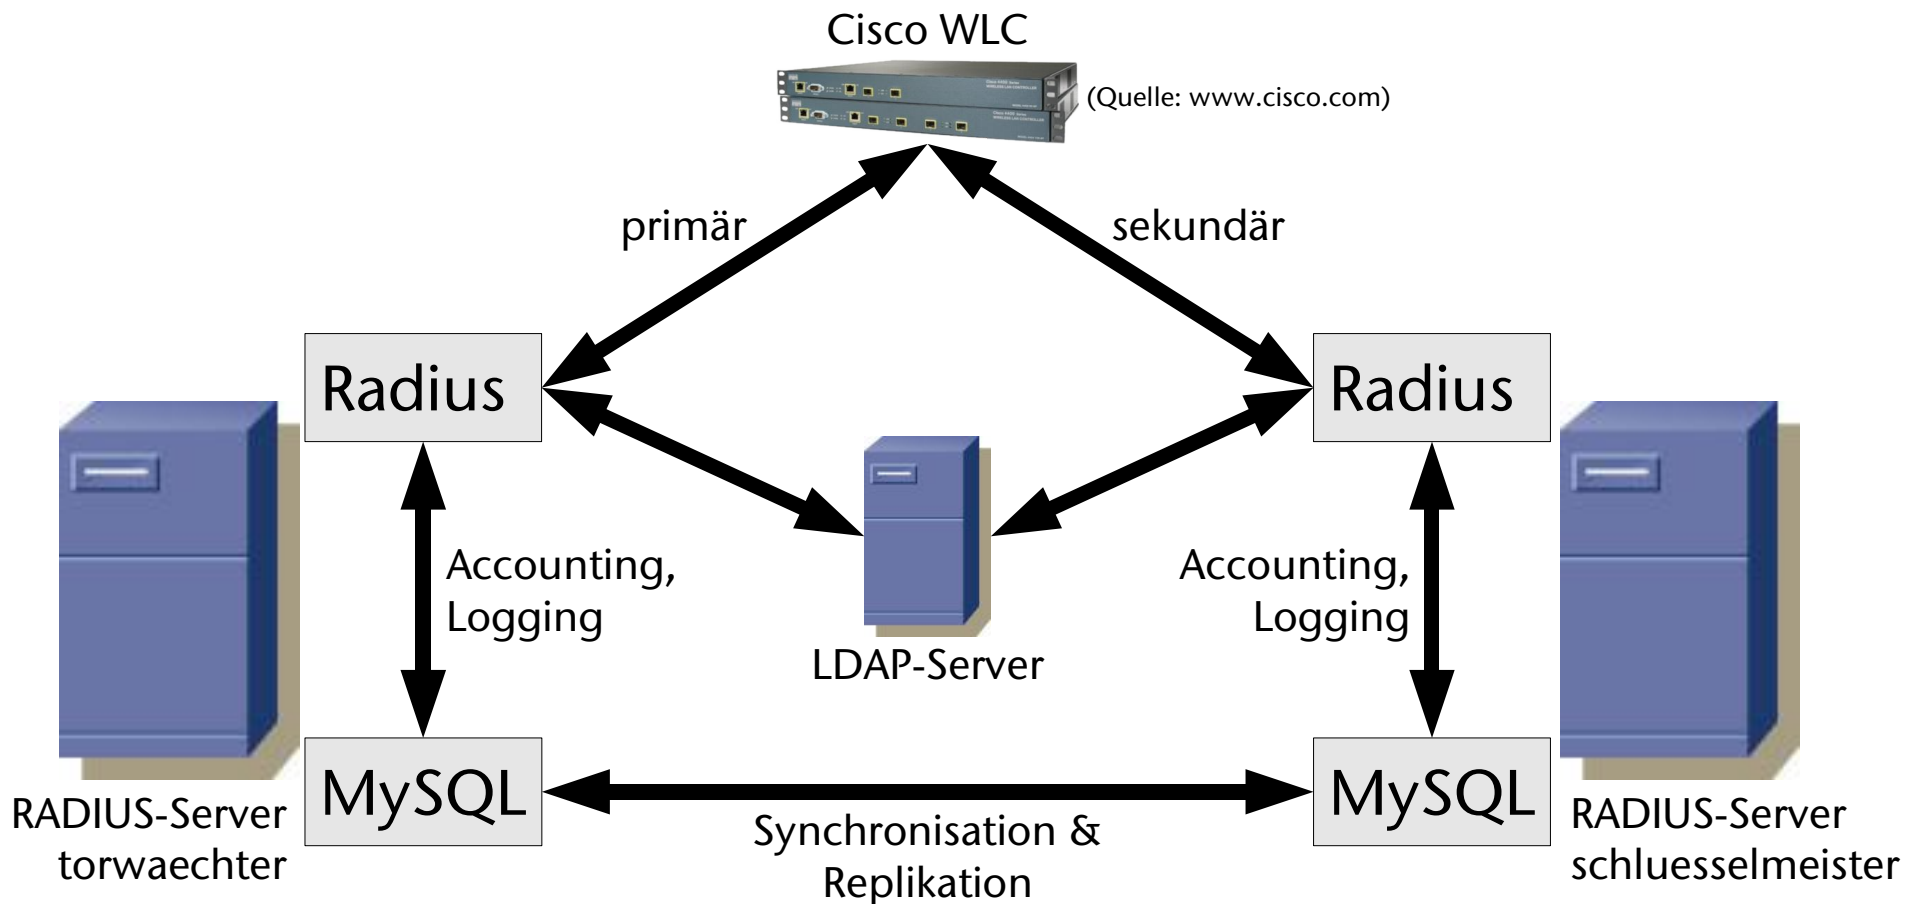 Cisco WLC
(Quelle: www.cisco.com)
primär
sekundär
Radius
Radius
Accounting,
Logging
Accounting,
Logging
LDAP-Server
MySQL
MySQL
RADIUS-Server
torwaechter
Synchronisation &
Replikation
RADIUS-Server
schluesselmeister